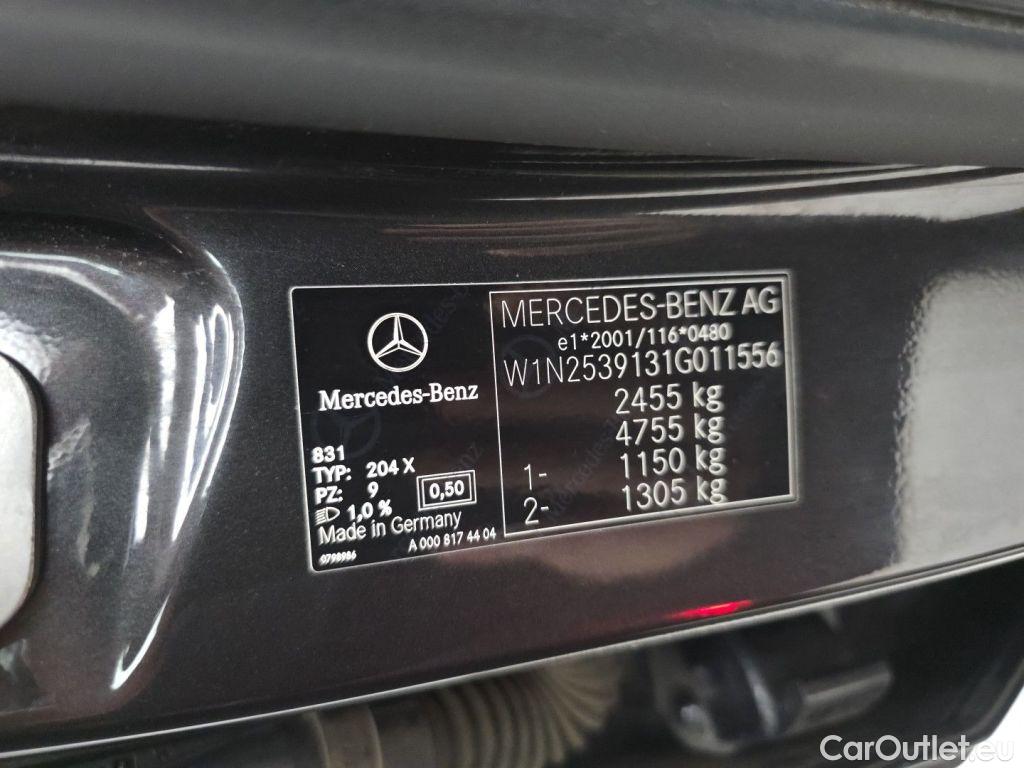 Mercedes-Benz
831
TYP: 204 X
PZ: 9
1,0 %
0,50
Made in Germany
0798986
A 000 817 44 04
MERCEDES-BENZ AG
e1*2001/116*0480
W1N2539131G011556
2455 kg
4755 kg
1- 1150 kg
2- 1305 kg
CarOutlet.eu